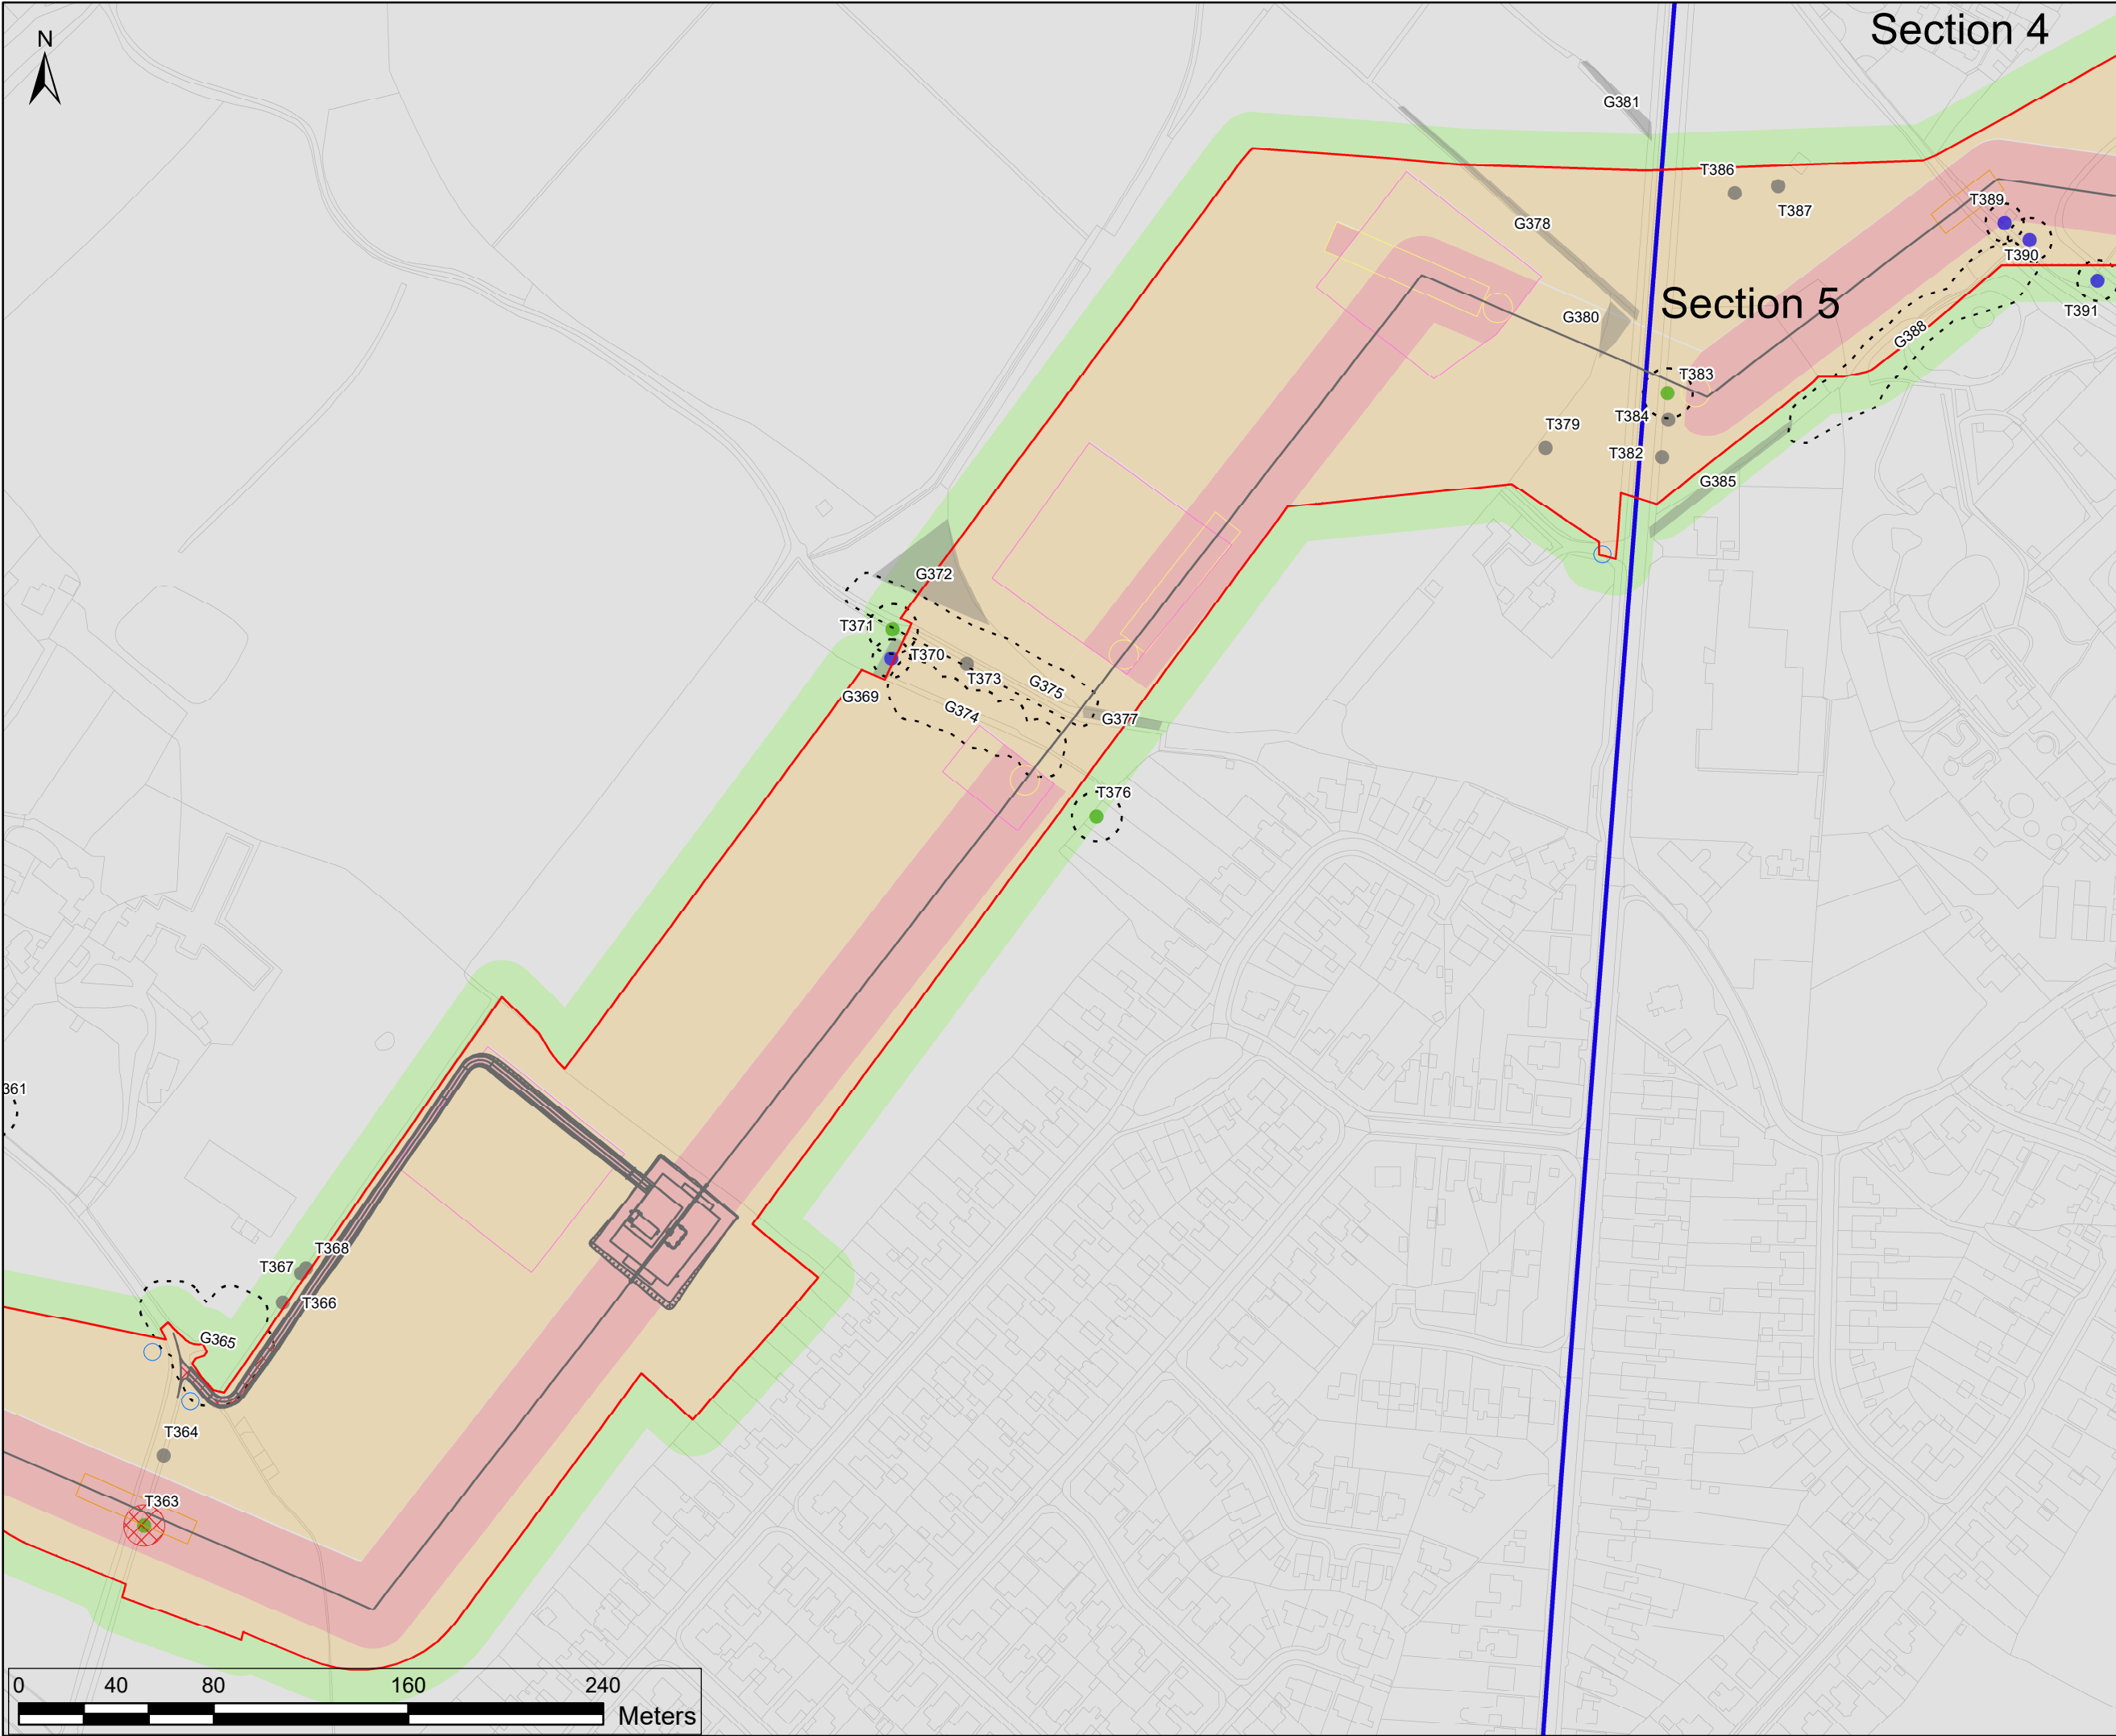 Section 4
N
G381
T386
T387
T389
G378
T390
Section 5
T391
G380
G388
T383
T384
T379
T382
G385
G372
T371
T370
T373
G375
G369
G374
G377
T376
361
T368
T367
T366
G365
T364
T363
0 40 80 160 240
Meters